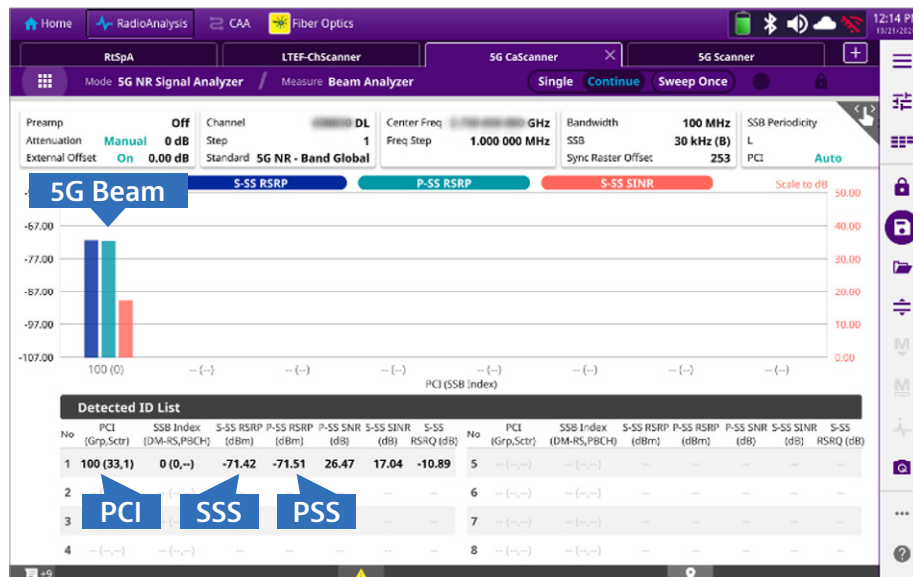 Home RadioAnalysis CAA Fiber Optics 12:14 P
10/21/202
RtSpA LTEF-ChScanner 5G CaScanner × 5G Scanner +
Mode 5G NR Signal Analyzer / Measure Beam Analyzer Single Continue Sweep Once
Preamp Off Channel DL Center Freq GHz Bandwidth 100 MHz SSB Periodicity
Attenuation Manual 0 dB Step 1 Freq Step 1.000 000 MHz SSB 30 kHz (B) L
External Offset On 0.00 dB Standard 5G NR - Band Global Sync Raster Offset 253 PCI Auto
5G Beam S-SS RSRP P-SS RSRP S-SS SINR Scale to dB
50.00
-67.00 40.00
-77.00 30.00
-87.00 20.00
-97.00 10.00
-107.00 0.00
100 (0) -- (--) -- (--) -- (--) -- (--) -- (--) -- (--) -- (--)
PCI (SSB Index)
Detected ID List
No PCI (Grp,Sctr) SSB Index (DM-RS,PBCH) S-SS RSRP (dBm) P-SS RSRP (dBm) P-SS SNR (dB) S-SS SINR (dB) S-SS RSRQ (dB) No PCI (Grp,Sctr) SSB Index (DM-RS,PBCH) S-SS RSRP (dBm) P-SS RSRP (dBm) P-SS SNR (dB) S-SS SINR (dB) S-SS RSRQ (dB)
1 100 (33,1) 0 (0,--) -71.42 -71.51 26.47 17.04 -10.89 5 -- (--,--) -- (--,--) -- -- -- -- --
2 -- -- 6 -- (--,--) -- (--,--) -- -- -- -- --
PCI SSS PSS
3 -- -- 7 -- (--,--) -- (--,--) -- -- -- -- --
4 -- (--,--) -- (--,--) -- -- -- -- -- 8 -- (--,--) -- (--,--) -- -- -- -- --
+9